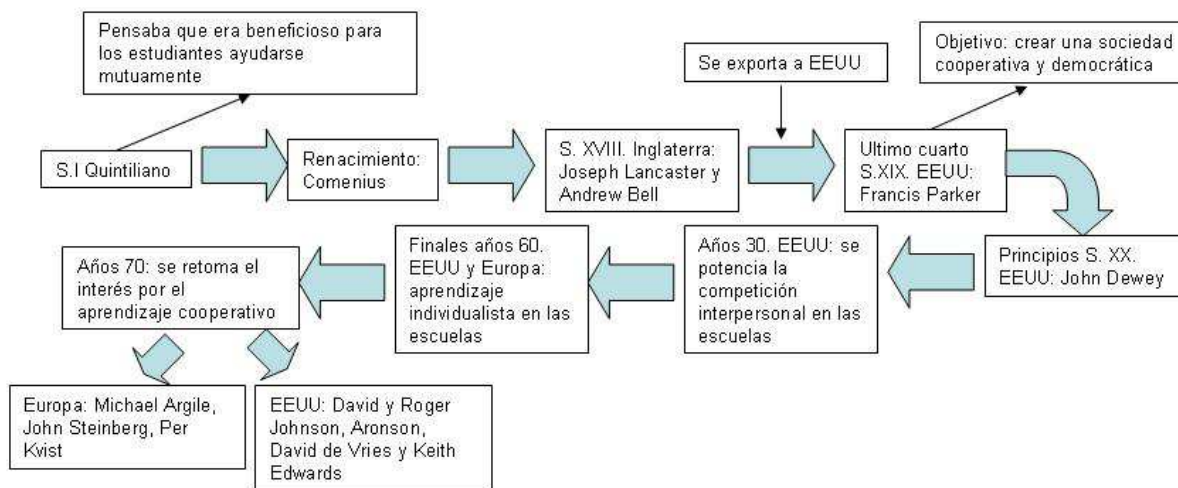 Pensaba que era beneficioso para
los estudiantes ayudarse
mutuamente
Se exporta a EEUU
Objetivo: crear una sociedad
cooperativa y democrática
S.I Quintiliano
Renacimiento:
Comenius
S. XVIII. Inglaterra:
Joseph Lancaster y
Andrew Bell
Ultimo cuarto
S.XIX. EEUU:
Francis Parker
Principios S. XX.
EEUU: John Dewey
Años 30. EEUU: se
potencia la
competición
interpersonal en las
escuelas
Finales años 60.
EEUU y Europa:
aprendizaje
individualista en las
escuelas
Años 70: se retoma el
interés por el
aprendizaje cooperativo
Europa: Michael Argile,
John Steinberg, Per
Kvist
EEUU: David y Roger
Johnson, Aronson,
David de Vries y Keith
Edwards